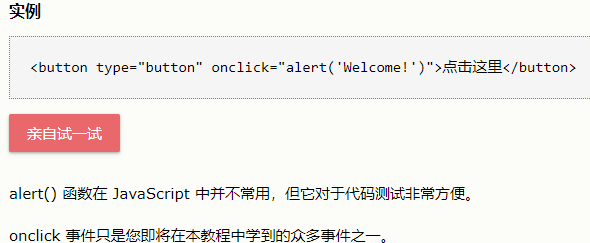 实例
<button type="button" onclick="alert('Welcome!')">点击这里</button>
亲自试一试
alert() 函数在 JavaScript 中并不常用，但它对于代码测试非常方便。
onclick 事件只是您即将在本教程中学到的众多事件之一。